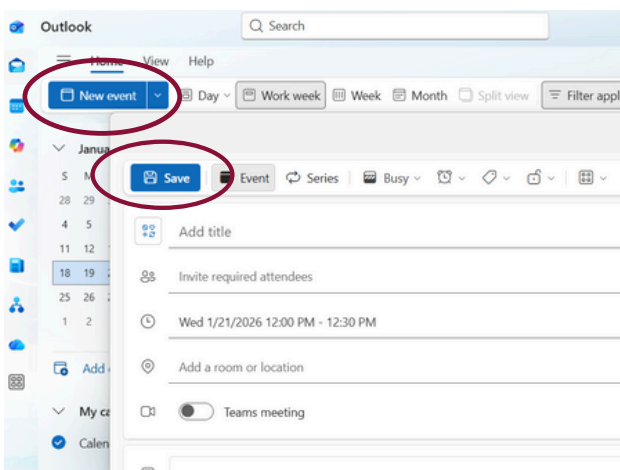 Outlook
Search
Home View Help
New event Day Work week Week Month Split view Filter appl
Janua
S M
28 29
4 5
11 12
18 19
25 26
1 2
Add
My ca
Calen
Save Event Series Busy
Add title
Invite required attendees
Wed 1/21/2026 12:00 PM - 12:30 PM
Add a room or location
Teams meeting